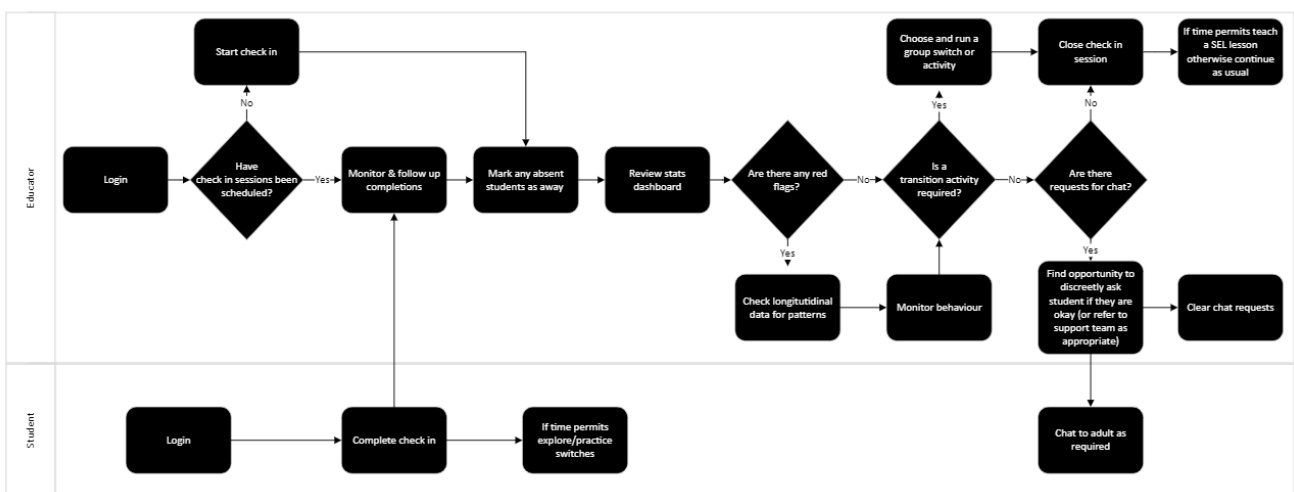 Educator
Start check in
No
Login
Have
check in sessions been
scheduled?
Yes
Monitor & follow up
completions
Mark any absent
students as away
Review stats
dashboard
Are there any red
flags?
No
Yes
Check longitutidinal
data for patterns
Monitor behaviour
Is a
transition activity
required?
Yes
No
Choose and run a
group switch or
activity
Close check in
session
If time permits teach
a SEL lesson
otherwise continue
as usual
No
Are there
requests for chat?
Yes
Find opportunity to
discreetly ask
student if they are
okay (or refer to
support team as
appropriate)
Clear chat requests
Student
Login
Complete check in
If time permits
explore/practice
switches
Chat to adult as
required